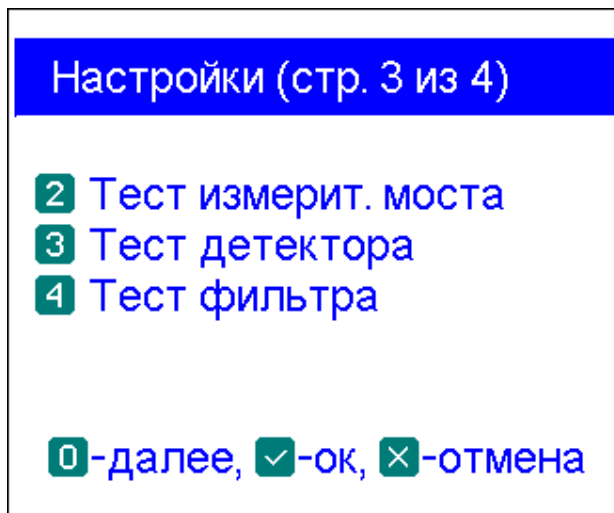 Настройки (стр. 3 из 4)
2 Тест измерит. моста
3 Тест детектора
4 Тест фильтра
0-далее, ✓-ок, ✕-отмена